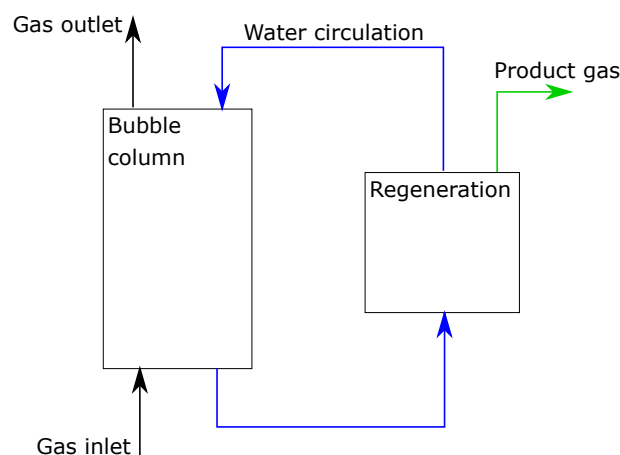 Gas outlet
Water circulation
Product gas
Bubble
column
Regeneration
Gas inlet